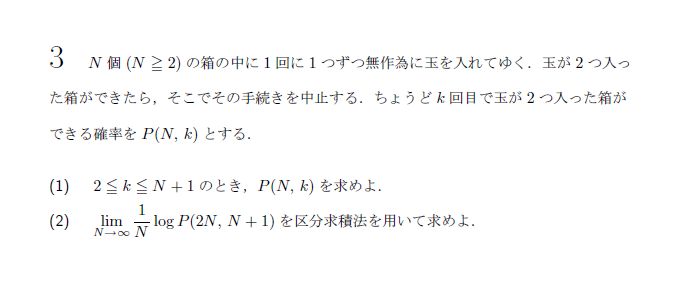 3 N 個 (N ≧ 2) の箱の中に 1 回に 1 つずつ無作為に玉を入れてゆく．玉が 2 つ入っ
た箱ができたら，そこでその手続きを中止する．ちょうど k 回目で玉が 2 つ入った箱が
できる確率を P(N, k) とする．
(1) 2 ≦ k ≦ N + 1 のとき，P(N, k) を求めよ．
(2) lim_{N→∞} \frac{1}{N} log P(2N, N + 1) を区分求積法を用いて求めよ．